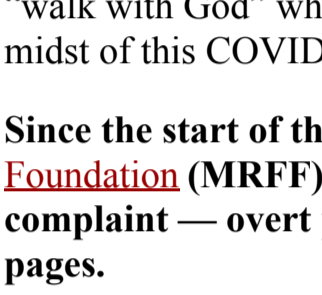 "walk with God" wh
midst of this COVID
Since the start of th
Foundation (MRFF)
complaint — overt
pages.